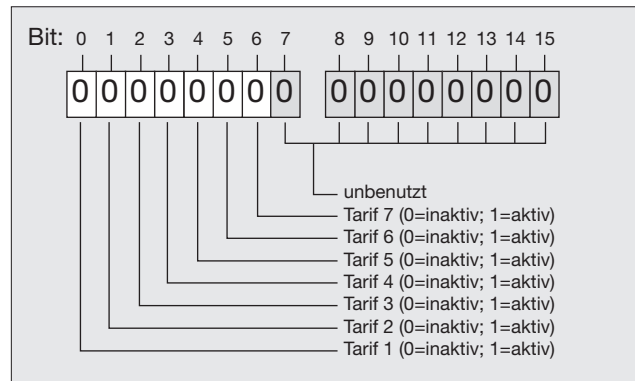 Bit: 0 1 2 3 4 5 6 7 8 9 10 11 12 13 14 15
0 0 0 0 0 0 0 0 0 0 0 0 0 0 0 0
unbenutzt
Tarif 7 (0=inaktiv; 1=aktiv)
Tarif 6 (0=inaktiv; 1=aktiv)
Tarif 5 (0=inaktiv; 1=aktiv)
Tarif 4 (0=inaktiv; 1=aktiv)
Tarif 3 (0=inaktiv; 1=aktiv)
Tarif 2 (0=inaktiv; 1=aktiv)
Tarif 1 (0=inaktiv; 1=aktiv)